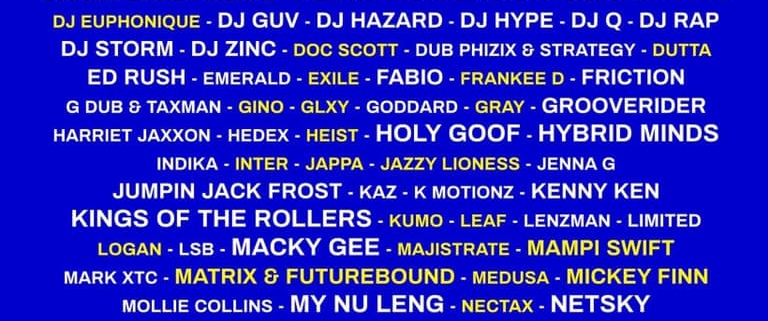 DJ EUPHONIQUE - DJ GUV - DJ HAZARD - DJ HYPE - DJ Q - DJ RAP
DJ STORM - DJ ZINC - DOC SCOTT - DUB PHIZIX & STRATEGY - DUTTA
ED RUSH - EMERALD - EXILE - FABIO - FRANKEE D - FRICTION
G DUB & TAXMAN - GINO - GLXY - GODDARD - GRAY - GROOVERIDER
HARRIET JAXXON - HEDEX - HEIST - HOLY GOOF - HYBRID MINDS
INDIKA - INTER - JAPPA - JAZZY LIONESS - JENNA G
JUMPIN JACK FROST - KAZ - K MOTIONZ - KENNY KEN
KINGS OF THE ROLLERS - KUMO - LEAF - LENZMAN - LIMITED
LOGAN - LSB - MACKY GEE - MAJISTRATE - MAMPI SWIFT
MARK XTC - MATRIX & FUTUREBOUND - MEDUSA - MICKEY FINN
MOLLIE COLLINS - MY NU LENG - NECTAX - NETSKY